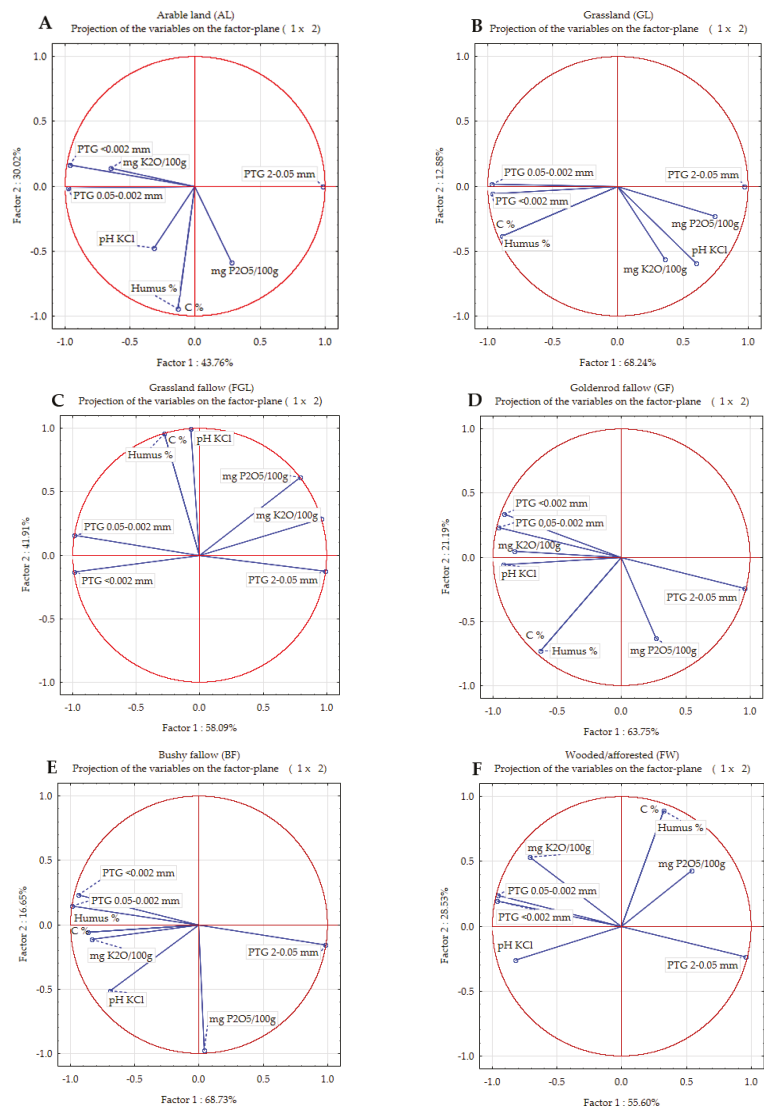 A
Arable land (AL)
Projection of the variables on the factor-plane ( 1 x 2)
1.0
0.5
0.0
-0.5
-1.0
Factor 2 : 30.02%
PTG <0.002 mm
mg K2O/100g
PTG 2-0.05 mm
PTG 0.05-0.002 mm
pH KCl
mg P2O5/100g
Humus %
C %
-1.0 -0.5 0.0 0.5 1.0
Factor 1 : 43.76%
B
Grassland (GL)
Projection of the variables on the factor-plane ( 1 x 2)
1.0
0.5
0.0
-0.5
-1.0
Factor 2 : 12.88%
PTG 0.05-0.002 mm
PTG 2-0.05 mm
PTG <0.002 mm
mg P2O5/100g
C %
Humus %
pH KCl
mg K2O/100g
-1.0 -0.5 0.0 0.5 1.0
Factor 1 : 68.24%
C
Grassland fallow (FGL)
Projection of the variables on the factor-plane ( 1 x 2)
1.0
0.5
0.0
-0.5
-1.0
Factor 2 : 41.91%
C %
pH KCl
Humus %
mg P2O5/100g
mg K2O/100g
PTG 0.05-0.002 mm
PTG <0.002 mm
PTG 2-0.05 mm
-1.0 -0.5 0.0 0.5 1.0
Factor 1 : 58.09%
D
Goldenrod fallow (GF)
Projection of the variables on the factor-plane ( 1 x 2)
1.0
0.5
0.0
-0.5
-1.0
Factor 2 : 21.19%
PTG <0.002 mm
PTG 0,05-0.002 mm
mg K2O/100g
pH KCl
PTG 2-0.05 mm
C %
Humus %
mg P2O5/100g
-1.0 -0.5 0.0 0.5 1.0
Factor 1 : 63.75%
E
Bushy fallow (BF)
Projection of the variables on the factor-plane ( 1 x 2)
1.0
0.5
0.0
-0.5
-1.0
Factor 2 : 16.65%
PTG <0.002 mm
PTG 0.05-0.002 mm
Humus %
C %
mg K2O/100g
PTG 2-0.05 mm
pH KCl
mg P2O5/100g
-1.0 -0.5 0.0 0.5 1.0
Factor 1 : 68.73%
F
Wooded/afforested (FW)
Projection of the variables on the factor-plane ( 1 x 2)
1.0
0.5
0.0
-0.5
-1.0
Factor 2 : 28.53%
C %
Humus %
mg K2O/100g
mg P2O5/100g
PTG 0.05-0.002 mm
PTG <0.002 mm
pH KCl
PTG 2-0.05 mm
-1.0 -0.5 0.0 0.5 1.0
Factor 1 : 55.60%